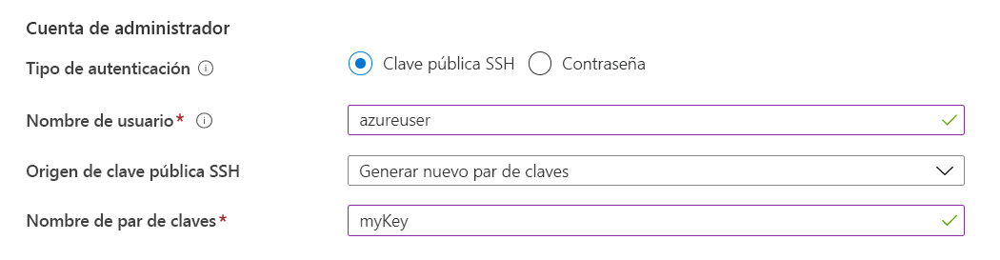 Cuenta de administrador
Tipo de autenticación Clave pública SSH Contraseña
Nombre de usuario* azureuser
Origen de clave pública SSH Generar nuevo par de claves
Nombre de par de claves* myKey